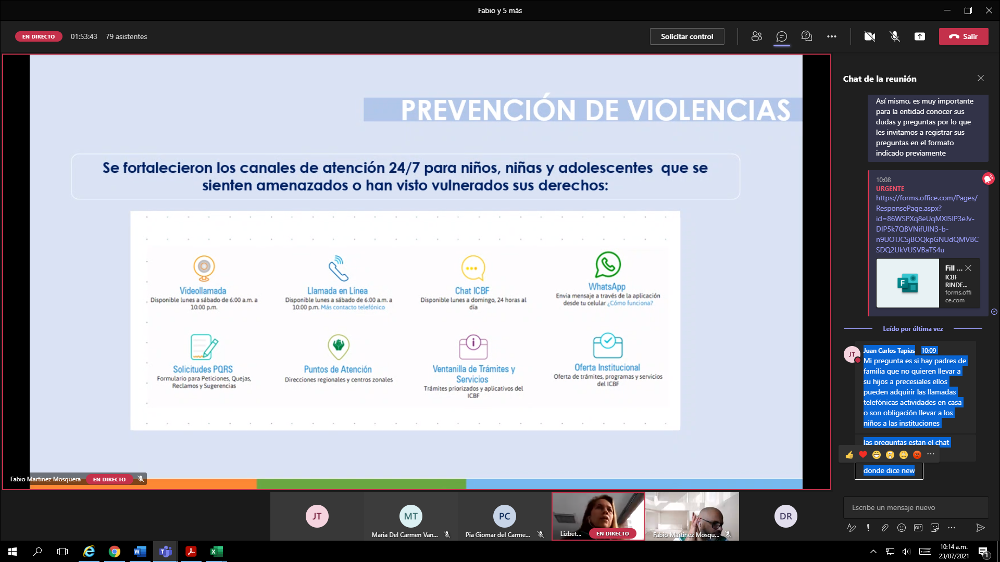 Fabio y 5 más
EN DIRECTO
01:53:43
79 asistentes
Solicitar control
Salir
PREVENCIÓN DE VIOLENCIAS
Se fortalecieron los canales de atención 24/7 para niños, niñas y adolescentes que se
sienten amenazados o han visto vulnerados sus derechos:
Videollamada
Disponible lunes a sábado de 6:00 a.m. a
10:00 p.m.
Llamada en Línea
Disponible lunes a sábado de 6:00 a.m. a
10:00 p.m. Más contacto telefónico
Chat ICBF
Disponible lunes a domingo, 24 horas al
día
WhatsApp
Envia mensaje a través de la aplicación
desde tu celular ¿Cómo funciona?
Solicitudes PQRS
Formulario para Peticiones, Quejas,
Reclamos y Sugerencias
Puntos de Atención
Direcciones regionales y centros zonales
Ventanilla de Trámites y
Servicios
Trámites priorizados y aplicativos del
ICBF
Oferta Institucional
Oferta de trámites, programas y servicios
del ICBF
Fabio Martinez Mosquera
EN DIRECTO
Chat de la reunión
Así mismo, es muy importante
para la entidad conocer sus
dudas y preguntas por lo que
les invitamos a registrar sus
preguntas en el formato
indicado previamente
10:08
URGENTE
https://forms.office.com/Pages/
ResponsePage.aspx?
id=86WSPXq8eUqMXI5IP3eJv-
DIP5k7QBVNifUIN3-b-
n9UOTJCSjBOQkpGNUdQMVBC
SDQ2UkVUSVBaTS4u
F
Fill ...
ICBF
RINDE...
forms.offi
ce.com
Leído por última vez
JT
Juan Carlos Tapias 10:09
Mi pregunta es si hay padres de
familia que no quieren llevar a
su hijos a precesiales ellos
pueden adquirir las llamadas
telefónicas actividades en casa
o son obligación llevar a los
niños a las instituciones
las preguntas estan el chat
donde dice new
Escribe un mensaje nuevo
GIF
JT
MT
Maria Del Carmen Van...
PC
Pia Giomar del Carme...
Lizbet...
EN DIRECTO
Fabio Martinez Mosqu...
DR
10:14 a.m.
23/07/2021
1